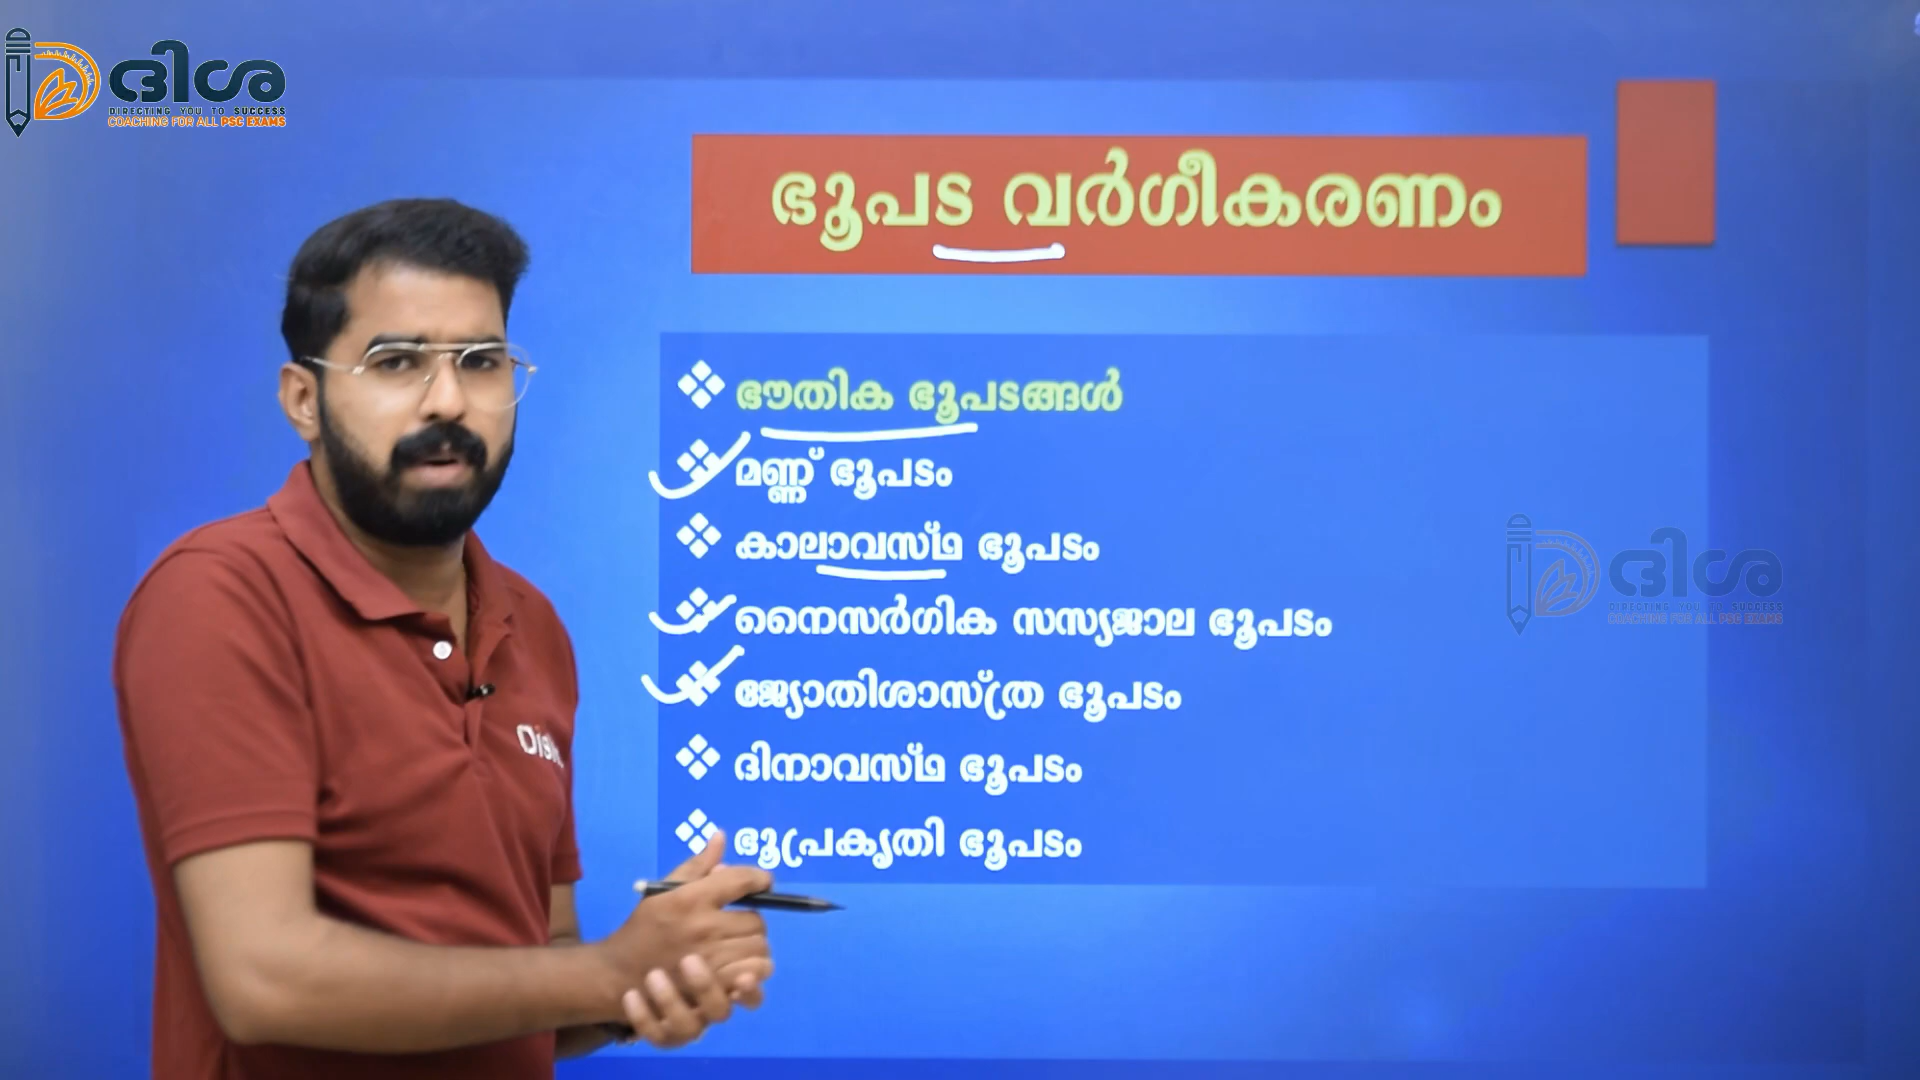 ദിശ
DIRECTING YOU TO SUCCESS
COACHING FOR ALL PSC EXAMS
ഭൂപട വർഗീകരണം
ഭൗതിക ഭൂപടങ്ങൾ
മണ്ണ് ഭൂപടം
കാലാവസ്ഥ ഭൂപടം
നൈസർഗിക സസ്യജാല ഭൂപടം
ജ്യോതിശാസ്ത്ര ഭൂപടം
ദിനാവസ്ഥ ഭൂപടം
ഭൂപ്രകൃതി ഭൂപടം
ദിശ
DIRECTING YOU TO SUCCESS
COACHING FOR ALL PSC EXAMS